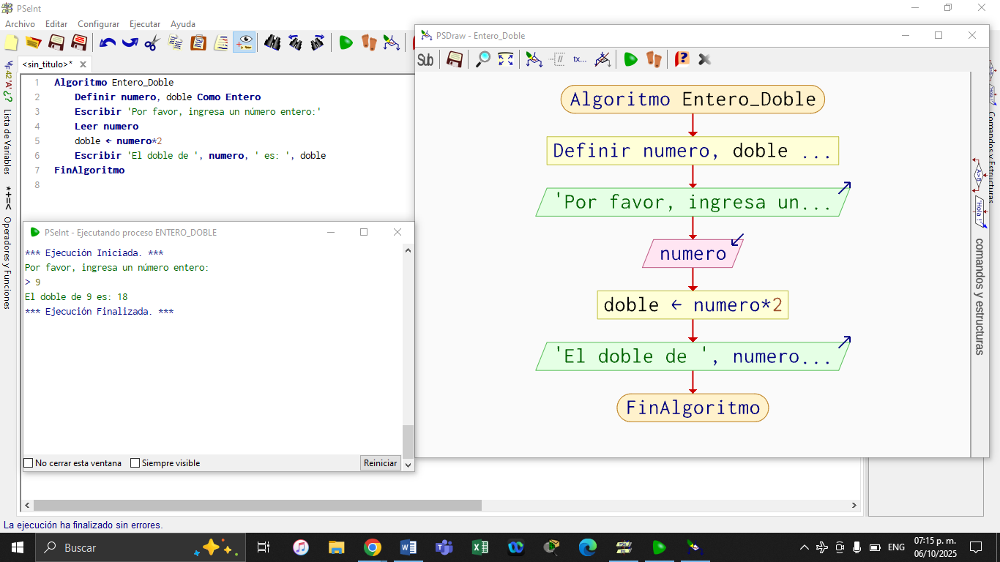 PSeInt
Archivo Editar Configurar Ejecutar Ayuda
<sin_titulo>* X
Lista de Variables
*+=< Operadores y Funciones
1 Algoritmo Entero_Doble
2 Definir numero, doble Como Entero
3 Escribir 'Por favor, ingresa un número entero:'
4 Leer numero
5 doble ← numero*2
6 Escribir 'El doble de ', numero, ' es: ', doble
7 FinAlgoritmo
8
PSeInt - Ejecutando proceso ENTERO_DOBLE
*** Ejecución Iniciada. ***
Por favor, ingresa un número entero:
> 9
El doble de 9 es: 18
*** Ejecución Finalizada. ***
No cerrar esta ventana Siempre visible Reiniciar
PSDraw - Entero_Doble
Sub
tx...
Algoritmo Entero_Doble
Definir numero, doble ...
'Por favor, ingresa un...
numero
doble ← numero*2
'El doble de ', numero...
FinAlgoritmo
A>B
'Hola !'
comandos y estructuras
Comandos y Estructuras
La ejecución ha finalizado sin errores.
Buscar
ENG
07:15 p. m.
06/10/2025